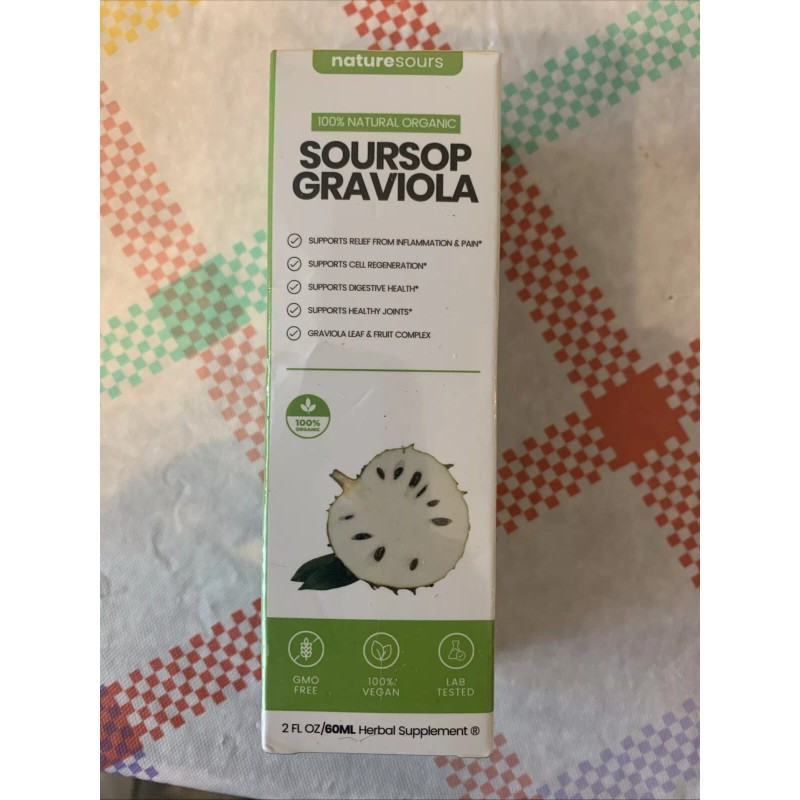 naturesours
100% NATURAL ORGANIC
SOURSOP
GRAVIOLA
SUPPORTS RELIEF FROM INFLAMMATION & PAIN*
SUPPORTS CELL REGENERATION*
SUPPORTS DIGESTIVE HEALTH*
SUPPORTS HEALTHY JOINTS*
GRAVIOLA LEAF & FRUIT COMPLEX
100%
ORGANIC
GMO
FREE
100%
VEGAN
LAB
TESTED
2 FL OZ/60ML Herbal Supplement ®